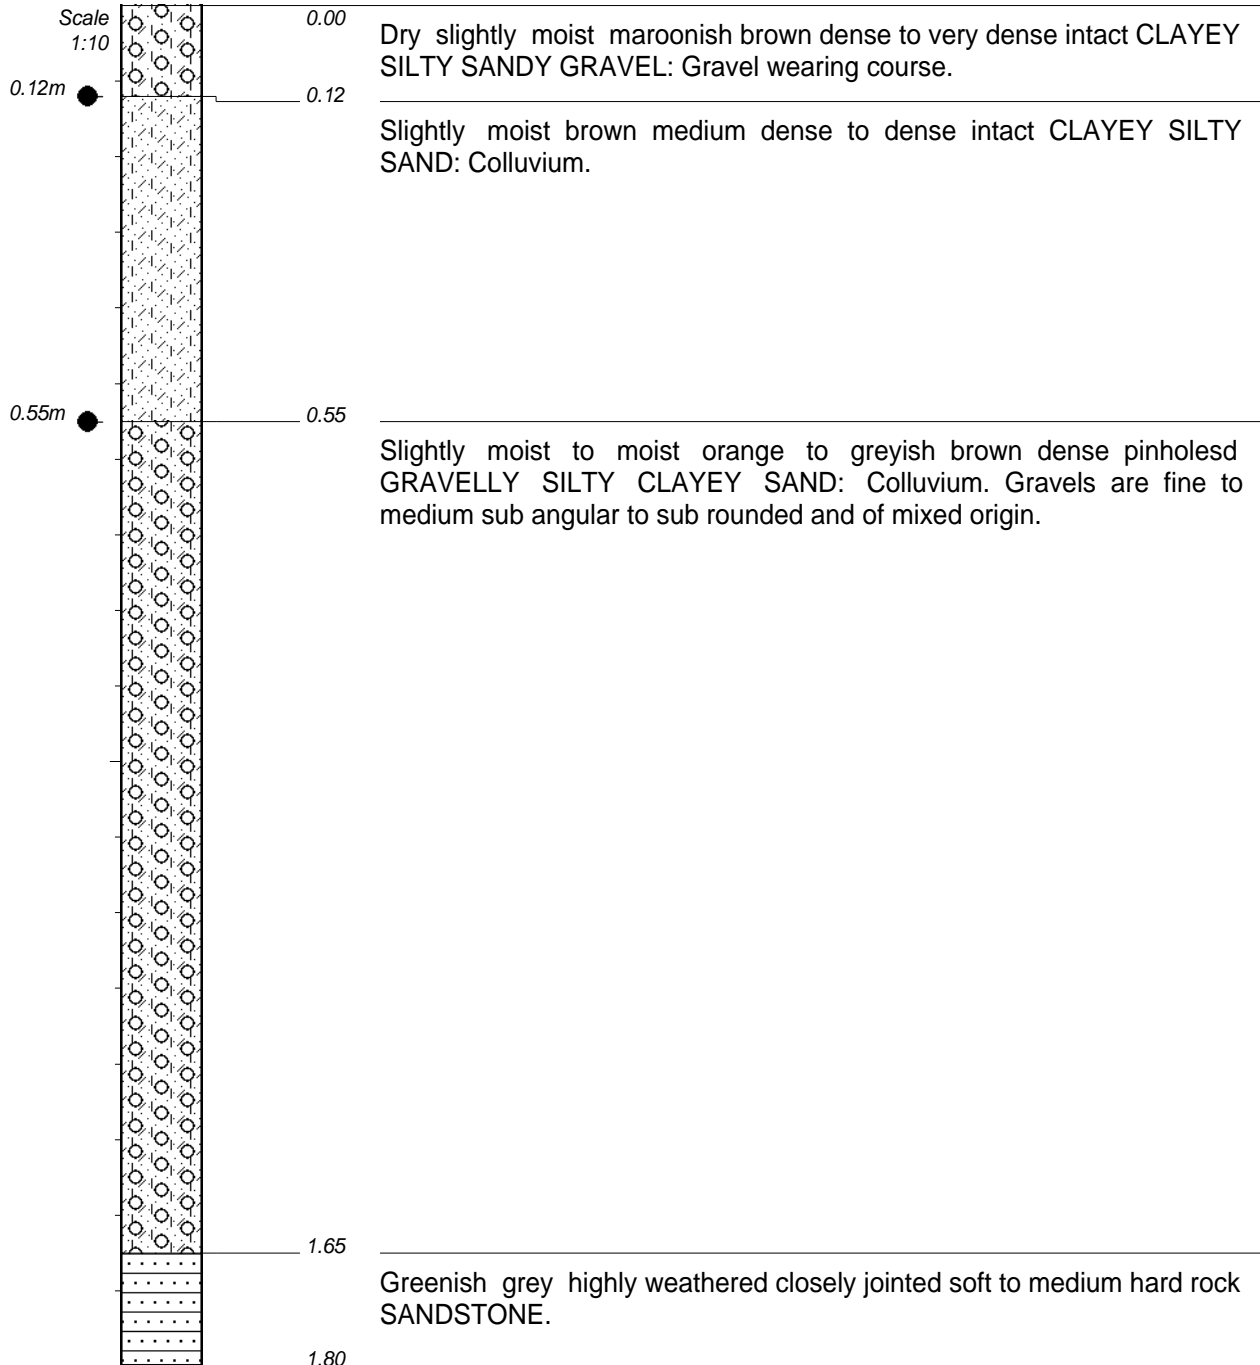 Scale
1:10
0.00
Dry slightly moist maroonish brown dense to very dense intact CLAYEY
SILTY SANDY GRAVEL: Gravel wearing course.
0.12m
0.12
Slightly moist brown medium dense to dense intact CLAYEY SILTY
SAND: Colluvium.
0.55m
0.55
Slightly moist to moist orange to greyish brown dense pinholesd
GRAVELLY SILTY CLAYEY SAND: Colluvium. Gravels are fine to
medium sub angular to sub rounded and of mixed origin.
1.65
Greenish grey highly weathered closely jointed soft to medium hard rock
SANDSTONE.
1.80